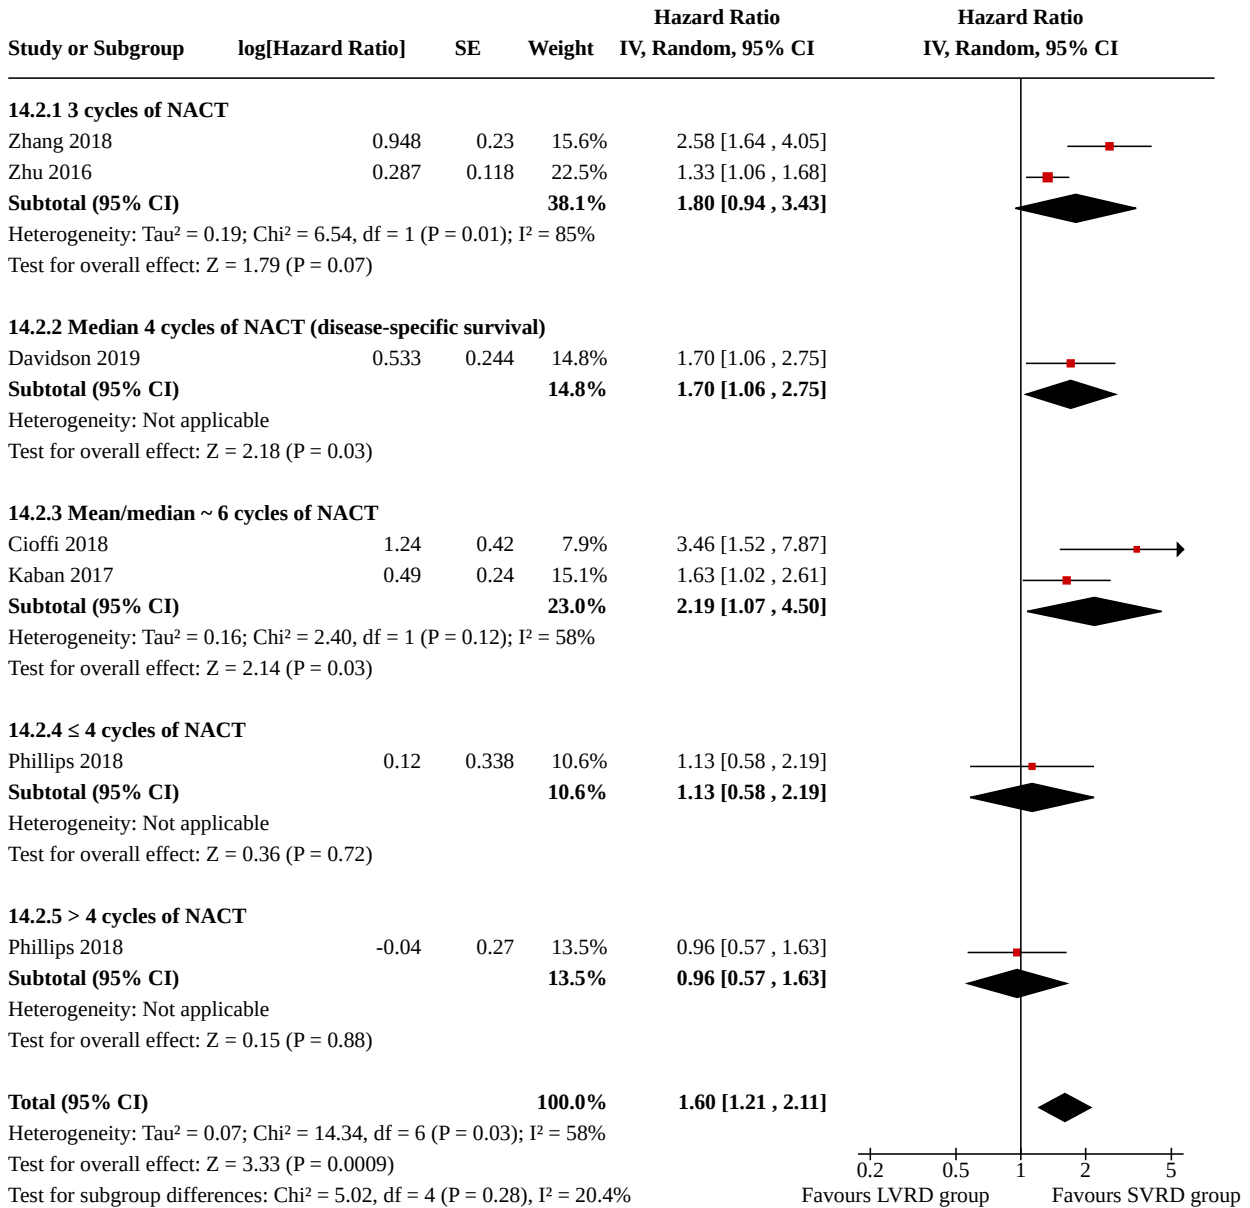 Hazard Ratio Hazard Ratio
Study or Subgroup log[Hazard Ratio] SE Weight IV, Random, 95% CI IV, Random, 95% CI
14.2.1 3 cycles of NACT
Zhang 2018 0.948 0.23 15.6% 2.58 [1.64 , 4.05]
Zhu 2016 0.287 0.118 22.5% 1.33 [1.06 , 1.68]
Subtotal (95% CI) 38.1% 1.80 [0.94 , 3.43]
Heterogeneity: Tau² = 0.19; Chi² = 6.54, df = 1 (P = 0.01); I² = 85%
Test for overall effect: Z = 1.79 (P = 0.07)
14.2.2 Median 4 cycles of NACT (disease-specific survival)
Davidson 2019 0.533 0.244 14.8% 1.70 [1.06 , 2.75]
Subtotal (95% CI) 14.8% 1.70 [1.06 , 2.75]
Heterogeneity: Not applicable
Test for overall effect: Z = 2.18 (P = 0.03)
14.2.3 Mean/median ~ 6 cycles of NACT
Cioffi 2018 1.24 0.42 7.9% 3.46 [1.52 , 7.87]
Kaban 2017 0.49 0.24 15.1% 1.63 [1.02 , 2.61]
Subtotal (95% CI) 23.0% 2.19 [1.07 , 4.50]
Heterogeneity: Tau² = 0.16; Chi² = 2.40, df = 1 (P = 0.12); I² = 58%
Test for overall effect: Z = 2.14 (P = 0.03)
14.2.4 ≤ 4 cycles of NACT
Phillips 2018 0.12 0.338 10.6% 1.13 [0.58 , 2.19]
Subtotal (95% CI) 10.6% 1.13 [0.58 , 2.19]
Heterogeneity: Not applicable
Test for overall effect: Z = 0.36 (P = 0.72)
14.2.5 > 4 cycles of NACT
Phillips 2018 -0.04 0.27 13.5% 0.96 [0.57 , 1.63]
Subtotal (95% CI) 13.5% 0.96 [0.57 , 1.63]
Heterogeneity: Not applicable
Test for overall effect: Z = 0.15 (P = 0.88)
Total (95% CI) 100.0% 1.60 [1.21 , 2.11]
Heterogeneity: Tau² = 0.07; Chi² = 14.34, df = 6 (P = 0.03); I² = 58%
Test for overall effect: Z = 3.33 (P = 0.0009) 0.2 0.5 1 2 5
Test for subgroup differences: Chi² = 5.02, df = 4 (P = 0.28), I² = 20.4% Favours LVRD group Favours SVRD group